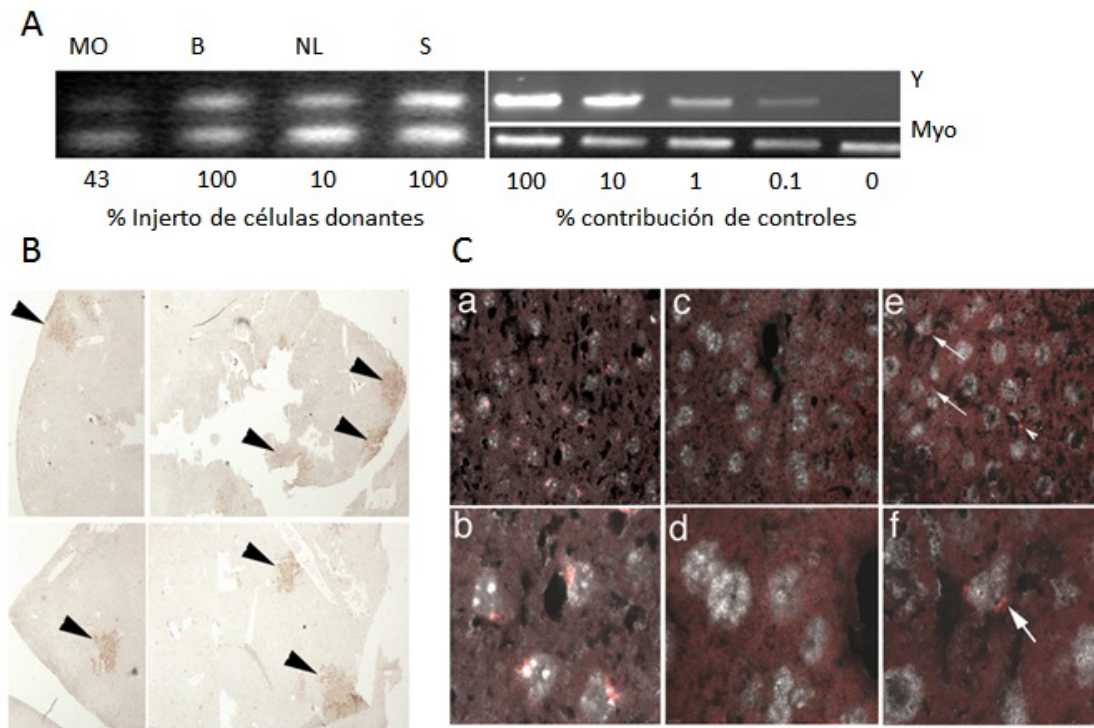 A
MO B NL S
Y
Myo
43 100 10 100 100 10 1 0.1 0
% Injerto de células donantes % contribución de controles
B C
a c e
b d f